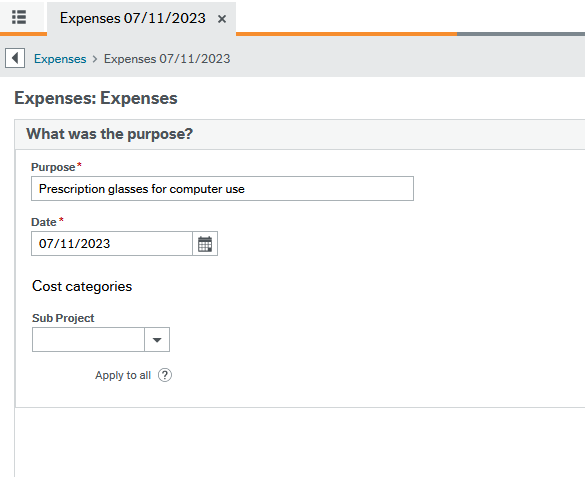 Expenses 07/11/2023 ×
Expenses > Expenses 07/11/2023
Expenses: Expenses
What was the purpose?
Purpose*
Prescription glasses for computer use
Date*
07/11/2023
Cost categories
Sub Project
Apply to all ?